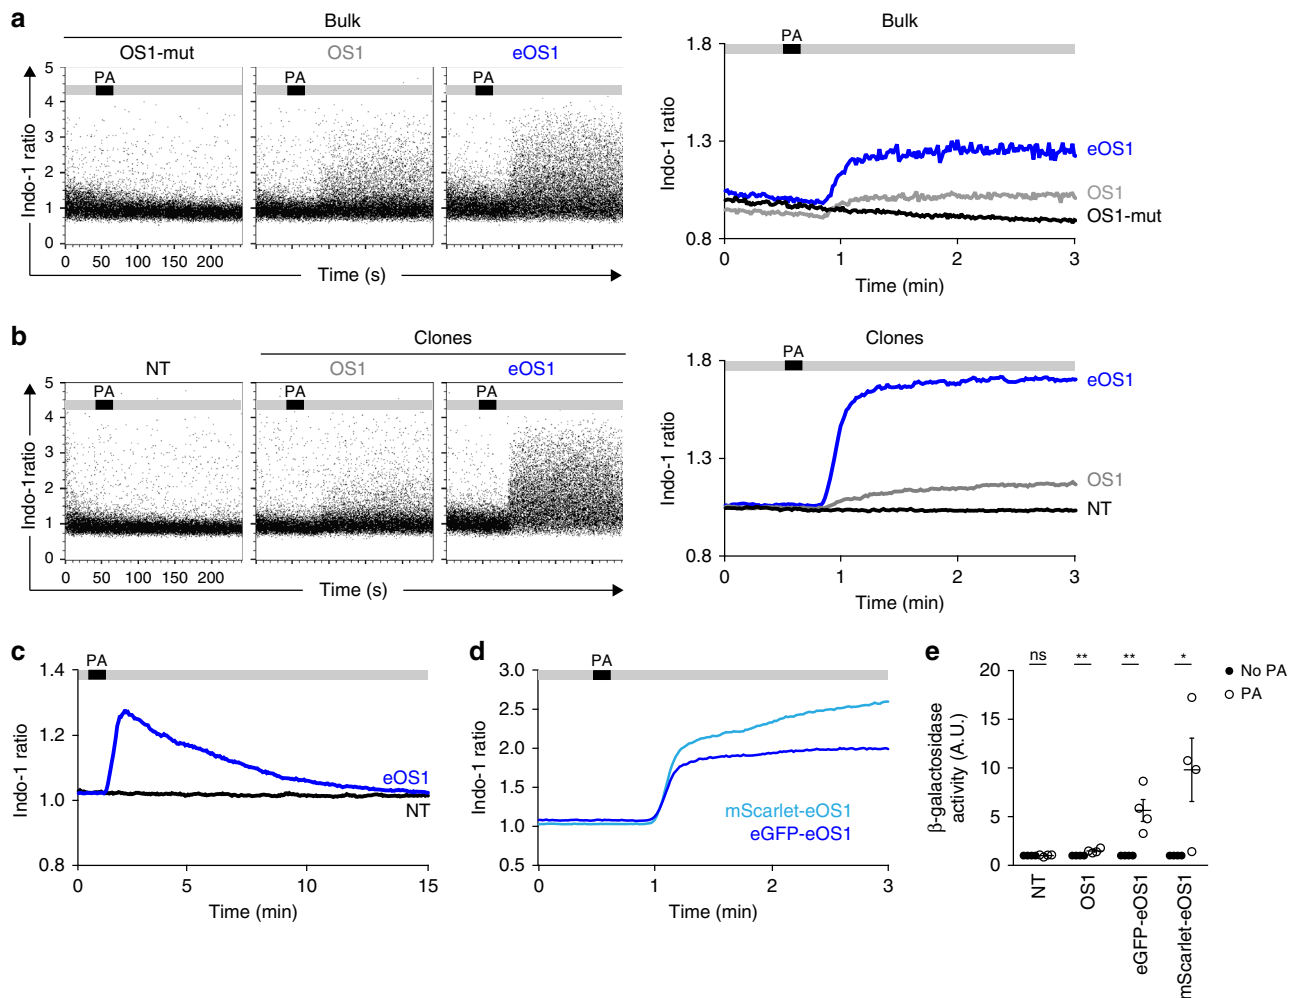 a
Bulk
OS1-mut OS1 eOS1
PA PA PA
5
4
3
2
1
0
Indo-1 ratio
0 50 100 150 200
Time (s)
Bulk
PA
1.8
1.3
0.8
Indo-1 ratio
eOS1
OS1
OS1-mut
0 1 2 3
Time (min)
b
Clones
NT OS1 eOS1
PA PA PA
5
4
3
2
1
0
Indo-1ratio
0 50 100 150 200
Time (s)
Clones
PA
1.8
1.3
0.8
Indo-1 ratio
eOS1
OS1
NT
0 1 2 3
Time (min)
c
PA
1.4
1.2
1.0
0.8
Indo-1 ratio
eOS1
NT
0 5 10 15
Time (min)
d
PA
3.0
2.5
2.0
1.5
1.0
0.5
Indo-1 ratio
mScarlet-eOS1
eGFP-eOS1
0 1 2 3
Time (min)
e
ns ** ** *
No PA
PA
20
15
10
5
0
β-galactosidase
activity (A.U.)
NT
OS1
eGFP-eOS1
mScarlet-eOS1